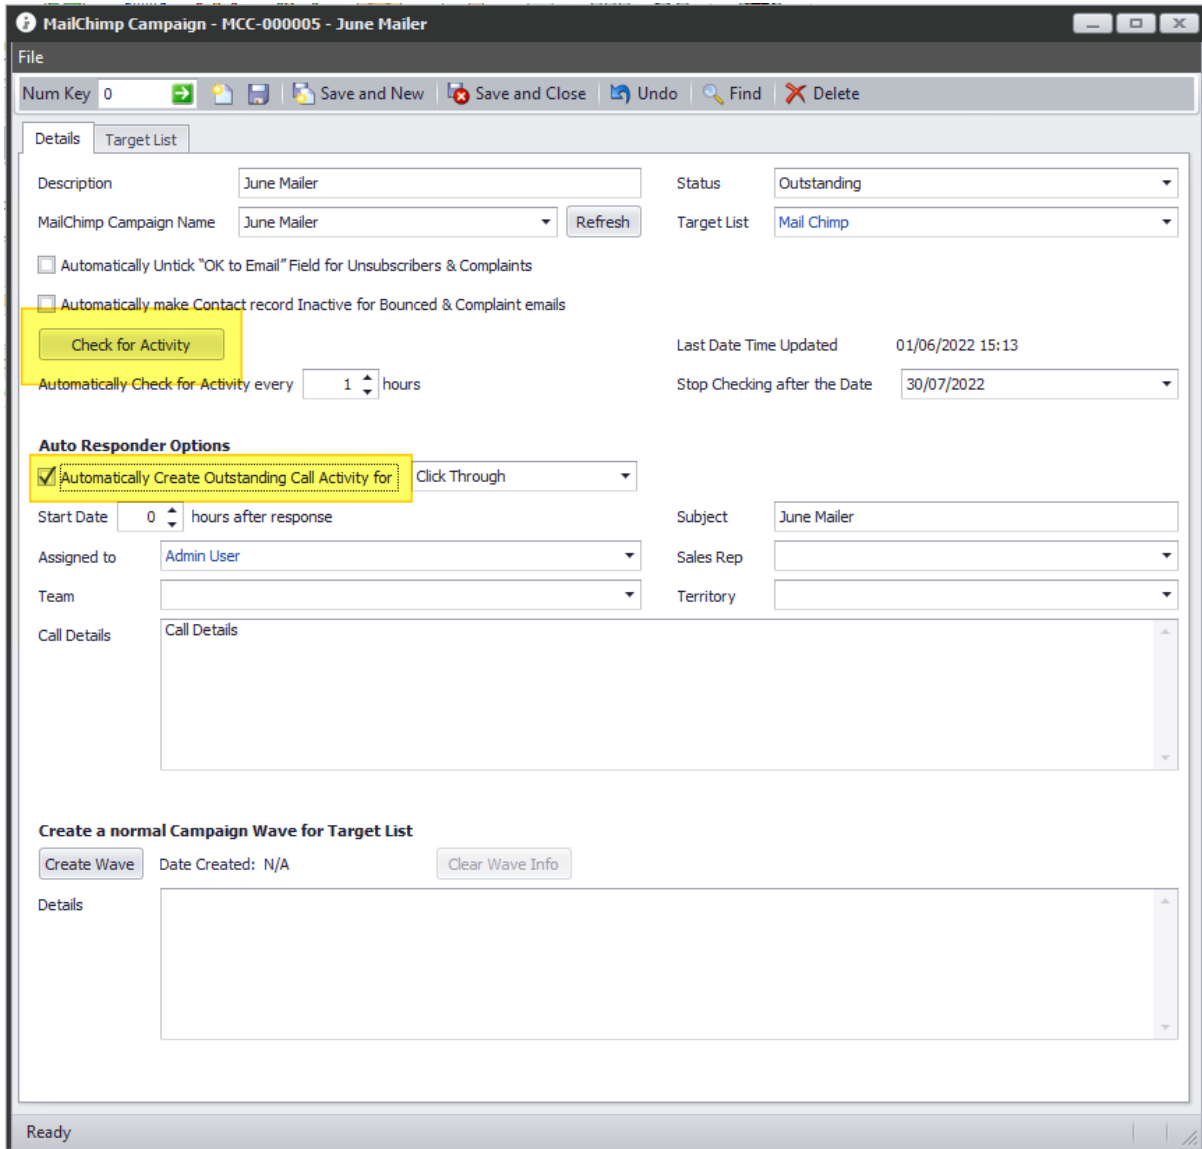 MailChimp Campaign - MCC-000005 - June Mailer
File
Num Key 0 Save and New Save and Close Undo Find Delete
Details Target List
Description June Mailer Status Outstanding
MailChimp Campaign Name June Mailer Refresh Target List Mail Chimp
Automatically Untick "OK to Email" Field for Unsubscribers & Complaints
Automatically make Contact record Inactive for Bounced & Complaint emails
Check for Activity Last Date Time Updated 01/06/2022 15:13
Automatically Check for Activity every 1 hours Stop Checking after the Date 30/07/2022
Auto Responder Options
Automatically Create Outstanding Call Activity for Click Through
Start Date 0 hours after response Subject June Mailer
Assigned to Admin User Sales Rep
Team Territory
Call Details Call Details
Create a normal Campaign Wave for Target List
Create Wave Date Created: N/A Clear Wave Info
Details
Ready